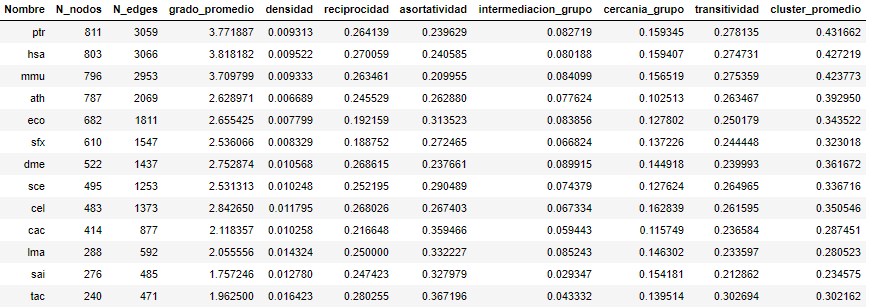 Nombre N_nodos N_edges grado_promedio densidad reciprocidad asortatividad intermediacion_grupo cercania_grupo transitividad cluster_promedio
ptr 811 3059 3.771887 0.009313 0.264139 0.239629 0.082719 0.159345 0.278135 0.431662
hsa 803 3066 3.818182 0.009522 0.270059 0.240585 0.080188 0.159407 0.274731 0.427219
mmu 796 2953 3.709799 0.009333 0.263461 0.209955 0.084099 0.156519 0.275359 0.423773
ath 787 2069 2.628971 0.006689 0.245529 0.262880 0.077624 0.102513 0.263467 0.392950
eco 682 1811 2.655425 0.007799 0.192159 0.313523 0.083856 0.127802 0.250179 0.343522
sfx 610 1547 2.536066 0.008329 0.188752 0.272465 0.066824 0.137226 0.244448 0.323018
dme 522 1437 2.752874 0.010568 0.268615 0.237661 0.089915 0.144918 0.239993 0.361672
sce 495 1253 2.531313 0.010248 0.252195 0.290489 0.074379 0.127624 0.264965 0.336716
cel 483 1373 2.842650 0.011795 0.268026 0.267403 0.067334 0.162839 0.261595 0.350546
cac 414 877 2.118357 0.010258 0.216648 0.359466 0.059443 0.115749 0.236584 0.287451
lma 288 592 2.055556 0.014324 0.250000 0.332227 0.085243 0.146302 0.233597 0.280523
sai 276 485 1.757246 0.012780 0.247423 0.327979 0.029347 0.154181 0.212862 0.234575
tac 240 471 1.962500 0.016423 0.280255 0.367196 0.043332 0.139514 0.302694 0.302162